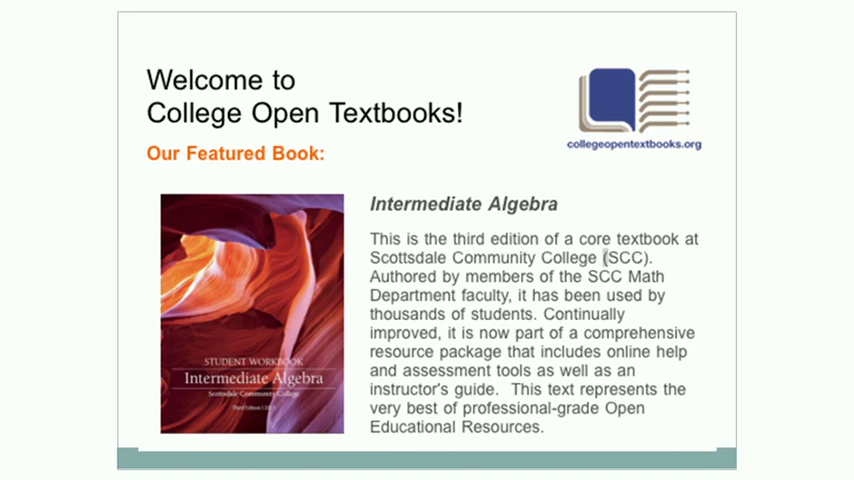 Welcome to
College Open Textbooks!
collegeopentextbooks.org
Our Featured Book:
Intermediate Algebra
This is the third edition of a core textbook at
Scottsdale Community College (SCC).
Authored by members of the SCC Math
Department faculty, it has been used by
thousands of students. Continually
improved, it is now part of a comprehensive
resource package that includes online help
and assessment tools as well as an
instructor's guide. This text represents the
very best of professional-grade Open
Educational Resources.
STUDENT WORKBOOK
Intermediate Algebra
Scottsdale Community College
Third Edition